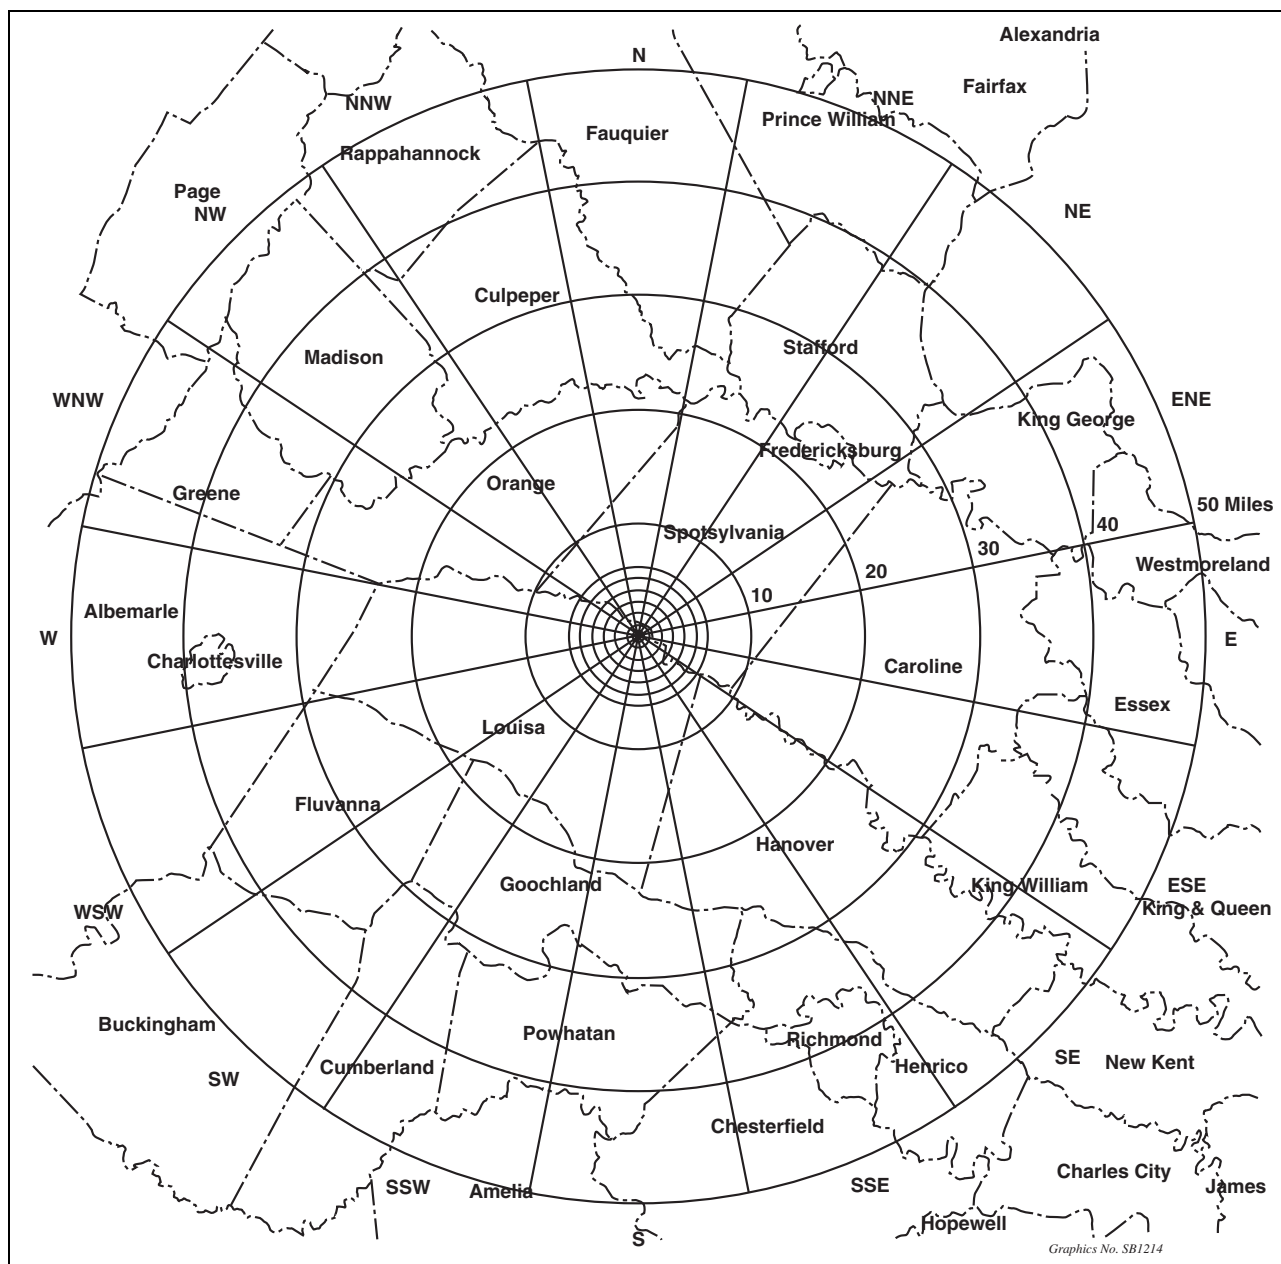 Alexandria
N
Fairfax
NNW
NNE
Prince William
Fauquier
Rappahannock
Page
NW
NE
Culpeper
Stafford
Madison
WNW
ENE
King George
Fredericksburg
Orange
Greene
50 Miles
40
Spotsylvania
30
Westmoreland
20
10
Albemarle
W
E
Charlottesville
Caroline
Essex
Louisa
Fluvanna
Hanover
Goochland
King William
ESE
WSW
King & Queen
Buckingham
Powhatan
Richmond
SE
New Kent
Cumberland
Henrico
SW
Chesterfield
Charles City
SSW
Amelia
SSE
James
Hopewell
S
Graphics No. SB1214